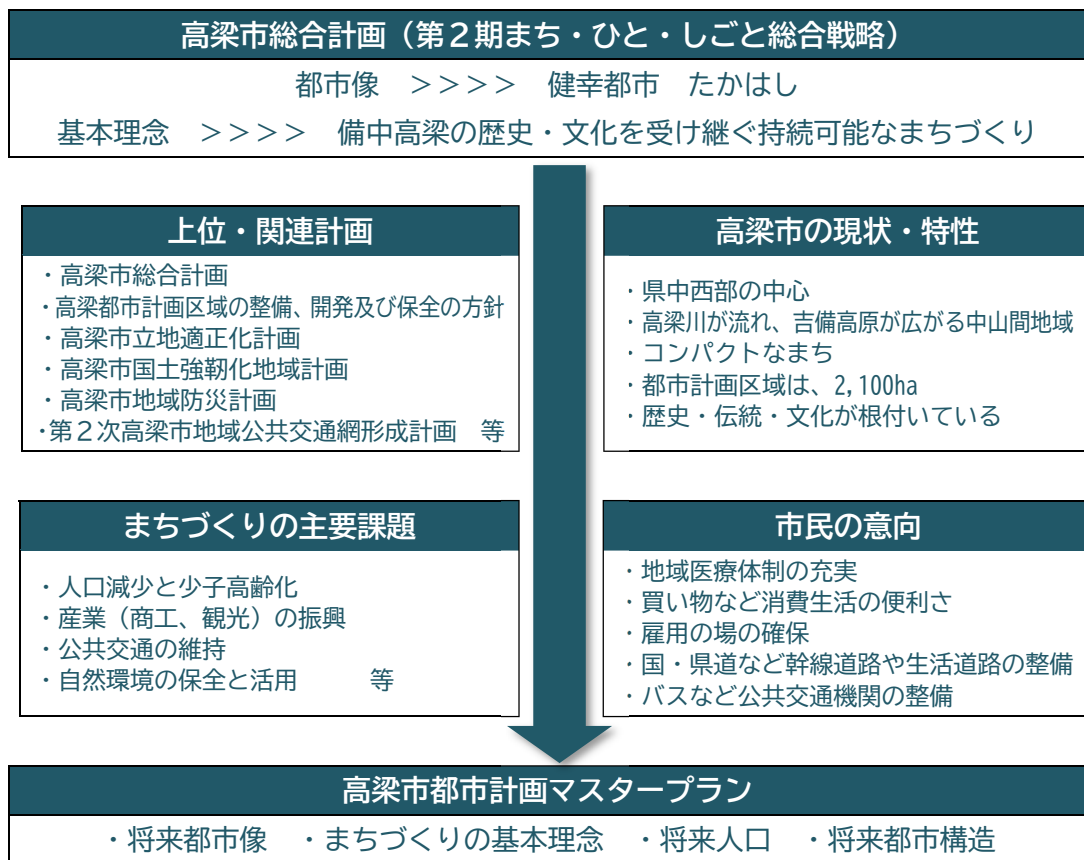 高梁市総合計画（第２期まち・ひと・しごと総合戦略）
都市像　＞＞＞＞　健幸都市　たかはし
基本理念　＞＞＞＞　備中高梁の歴史・文化を受け継ぐ持続可能なまちづくり
上位・関連計画
・高梁市総合計画
・高梁都市計画区域の整備、開発及び保全の方針
・高梁市立地適正化計画
・高梁市国土強靭化地域計画
・高梁市地域防災計画
・第２次高梁市地域公共交通網形成計画　等
高梁市の現状・特性
・県中西部の中心
・高梁川が流れ、吉備高原が広がる中山間地域
・コンパクトなまち
・都市計画区域は、2,100ha
・歴史・伝統・文化が根付いている
まちづくりの主要課題
・人口減少と少子高齢化
・産業（商工、観光）の振興
・公共交通の維持
・自然環境の保全と活用　　　等
市民の意向
・地域医療体制の充実
・買い物など消費生活の便利さ
・雇用の場の確保
・国・県道など幹線道路や生活道路の整備
・バスなど公共交通機関の整備
高梁市都市計画マスタープラン
・将来都市像　・まちづくりの基本理念　・将来人口　・将来都市構造